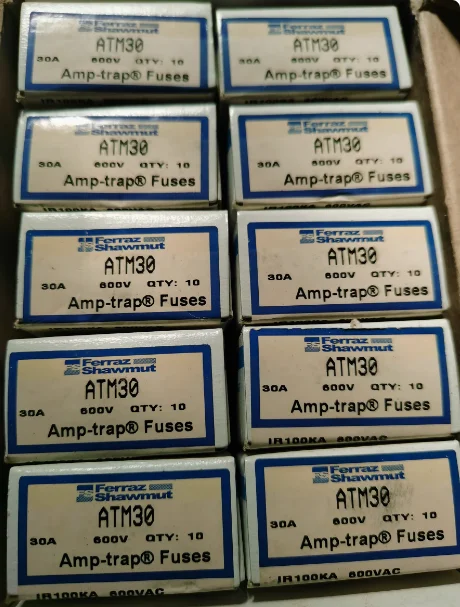 Ferraz
Shawmut
ATM30
30A 600V QTY: 10
Amp-trap® Fuses
Ferraz
Shawmut
ATM30
30A 600V QTY: 10
Amp-trap® Fuses
Ferraz
Shawmut
ATM30
30A 600V QTY: 10
Amp-trap® Fuses
Ferraz
Shawmut
ATM30
30A 600V QTY: 10
Amp-trap® Fuses
Ferraz
Shawmut
ATM30
30A 600V QTY: 10
Amp-trap® Fuses
Ferraz
Shawmut
ATM30
30A 600V QTY: 10
Amp-trap® Fuses
Ferraz
Shawmut
ATM30
30A 600V QTY: 10
Amp-trap® Fuses
Ferraz
Shawmut
ATM30
30A 600V QTY: 10
Amp-trap® Fuses
IR100KA 600VAC
Ferraz
Shawmut
ATM30
30A 600V QTY: 10
Amp-trap® Fuses
IR100KA 600VAC
Ferraz
Shawmut
ATM30
30A 600V QTY: 10
Amp-trap® Fuses
IR100KA 600VAC